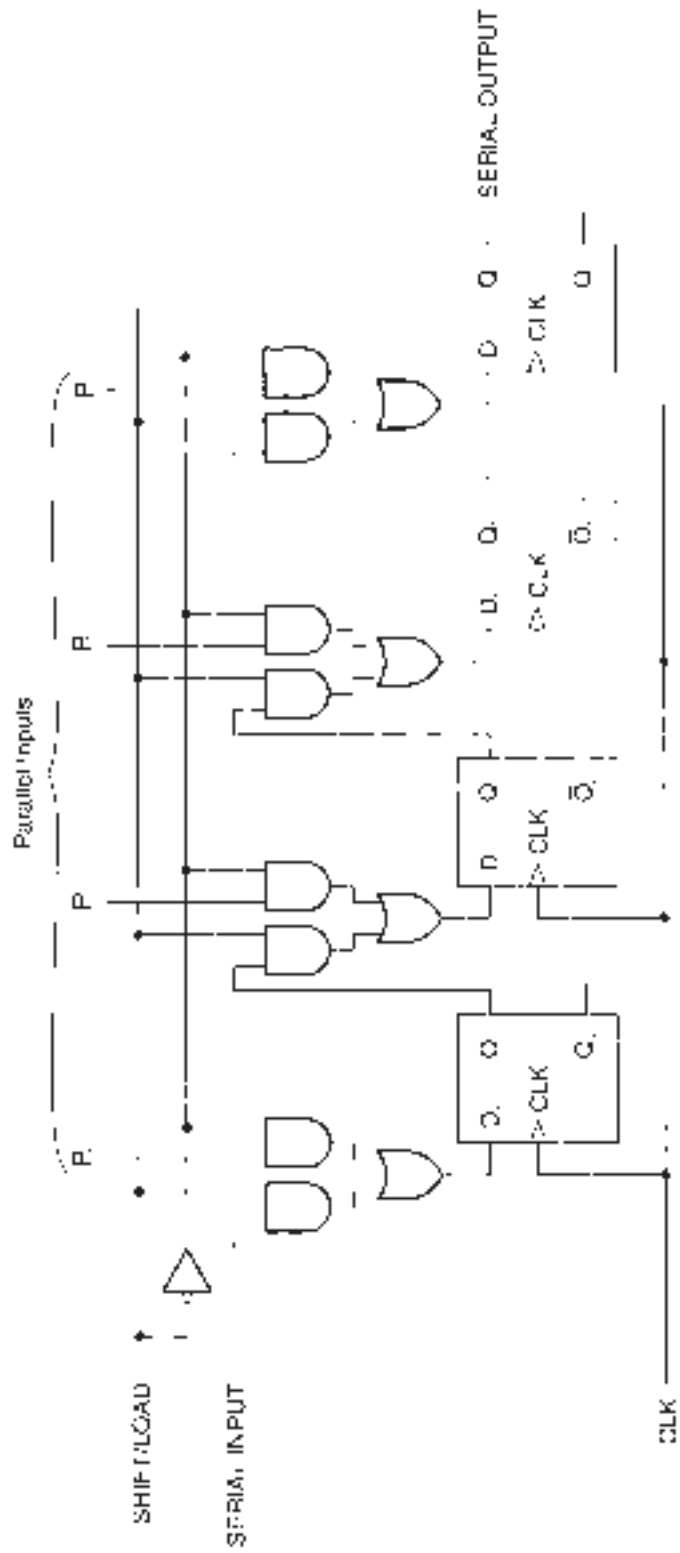 Parallel Inputs
P
P
P
P
SHIFT/LOAD
SERIAL INPUT
SERIAL OUTPUT
D Q
CLK
Q
D Q
CLK
Q
D Q
CLK
Q
D Q
CLK
Q
CLK